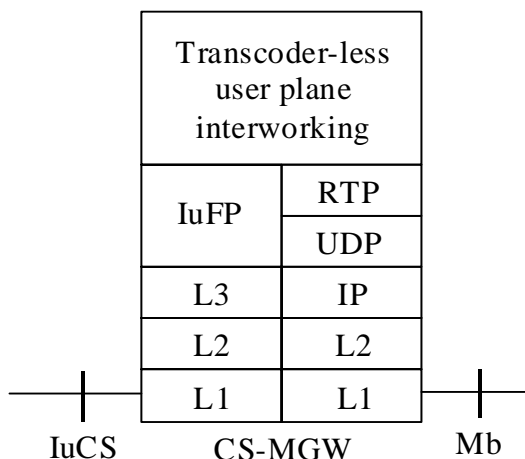 Transcoder-less
user plane
interworking
IuFP
RTP
UDP
L3
IP
L2
L2
L1
L1
IuCS
CS-MGW
Mb